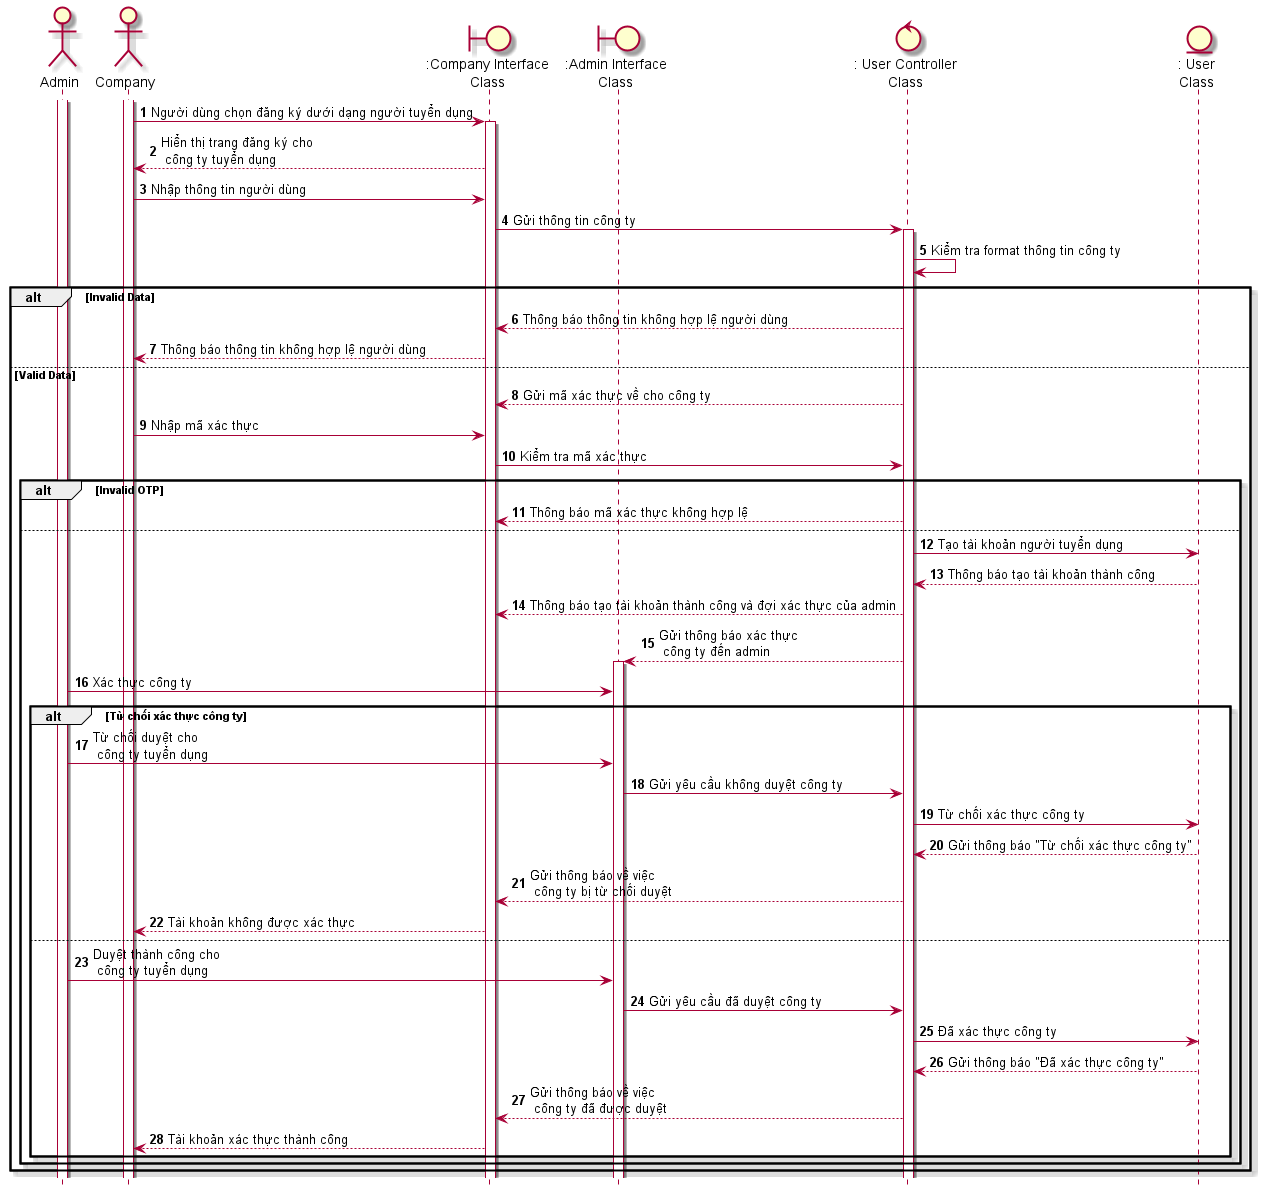 Admin
Company
:Company Interface
Class
:Admin Interface
Class
: User Controller
Class
: User
Class
1 Người dùng chọn đăng ký dưới dạng người tuyển dụng
2 Hiển thị trang đăng ký cho
công ty tuyển dụng
3 Nhập thông tin người dùng
4 Gửi thông tin công ty
5 Kiểm tra format thông tin công ty
alt [Invalid Data]
6 Thông báo thông tin không hợp lệ người dùng
7 Thông báo thông tin không hợp lệ người dùng
[Valid Data]
8 Gửi mã xác thực về cho công ty
9 Nhập mã xác thực
10 Kiểm tra mã xác thực
alt [Invalid OTP]
11 Thông báo mã xác thực không hợp lệ
12 Tạo tài khoản người tuyển dụng
13 Thông báo tạo tài khoản thành công
14 Thông báo tạo tài khoản thành công và đợi xác thực của admin
15 Gửi thông báo xác thực
công ty đến admin
16 Xác thực công ty
alt [Từ chối xác thực công ty]
17 Từ chối duyệt cho
công ty tuyển dụng
18 Gửi yêu cầu không duyệt công ty
19 Từ chối xác thực công ty
20 Gửi thông báo "Từ chối xác thực công ty"
21 Gửi thông báo về việc
công ty bị từ chối duyệt
22 Tài khoản không được xác thực
23 Duyệt thành công cho
công ty tuyển dụng
24 Gửi yêu cầu đã duyệt công ty
25 Đã xác thực công ty
26 Gửi thông báo "Đã xác thực công ty"
27 Gửi thông báo về việc
công ty đã được duyệt
28 Tài khoản xác thực thành công